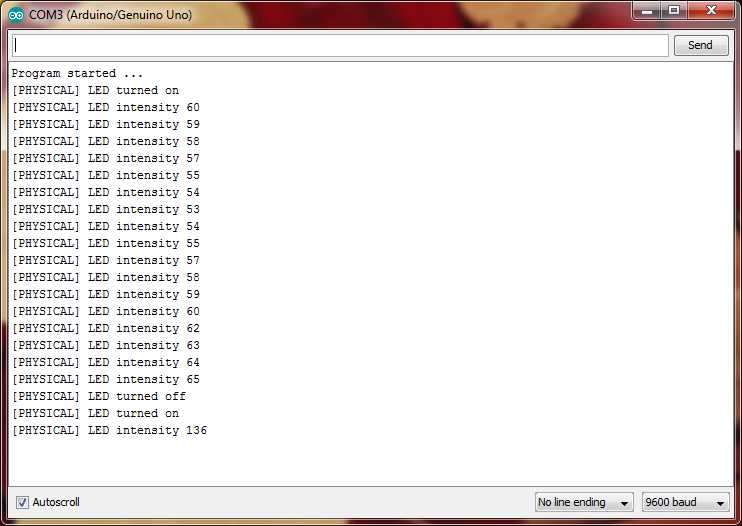 COM3 (Arduino/Genuino Uno)
Send
Program started ...
[PHYSICAL] LED turned on
[PHYSICAL] LED intensity 60
[PHYSICAL] LED intensity 59
[PHYSICAL] LED intensity 58
[PHYSICAL] LED intensity 57
[PHYSICAL] LED intensity 55
[PHYSICAL] LED intensity 54
[PHYSICAL] LED intensity 53
[PHYSICAL] LED intensity 54
[PHYSICAL] LED intensity 55
[PHYSICAL] LED intensity 57
[PHYSICAL] LED intensity 58
[PHYSICAL] LED intensity 59
[PHYSICAL] LED intensity 60
[PHYSICAL] LED intensity 62
[PHYSICAL] LED intensity 63
[PHYSICAL] LED intensity 64
[PHYSICAL] LED intensity 65
[PHYSICAL] LED turned off
[PHYSICAL] LED turned on
[PHYSICAL] LED intensity 136
Autoscroll No line ending 9600 baud